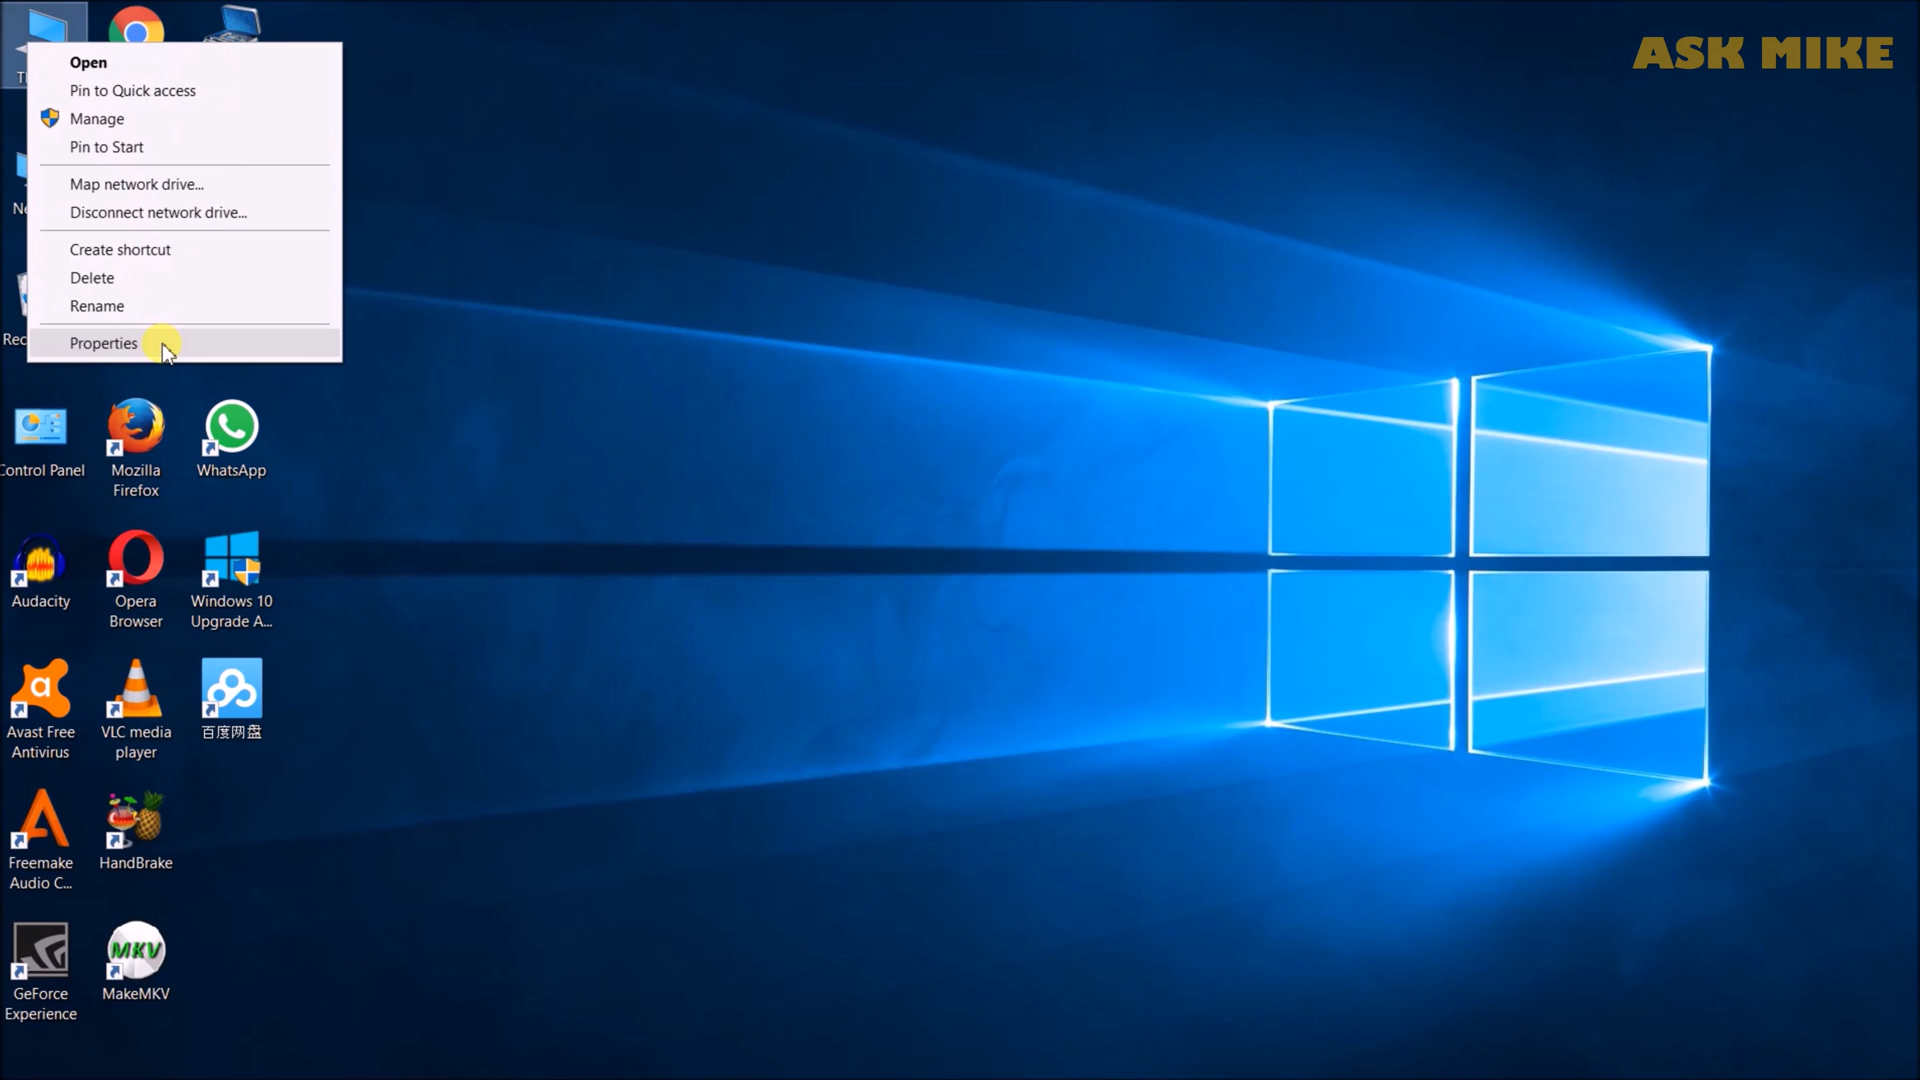 ASK MIKE
Open
Pin to Quick access
Manage
Pin to Start
Map network drive...
Disconnect network drive...
Create shortcut
Delete
Rename
Properties
Control Panel
Mozilla
Firefox
WhatsApp
Audacity
Opera
Browser
Windows 10
Upgrade A...
Avast Free
Antivirus
VLC media
player
百度网盘
Freemake
Audio C...
HandBrake
MKV
GeForce
Experience
MakeMKV